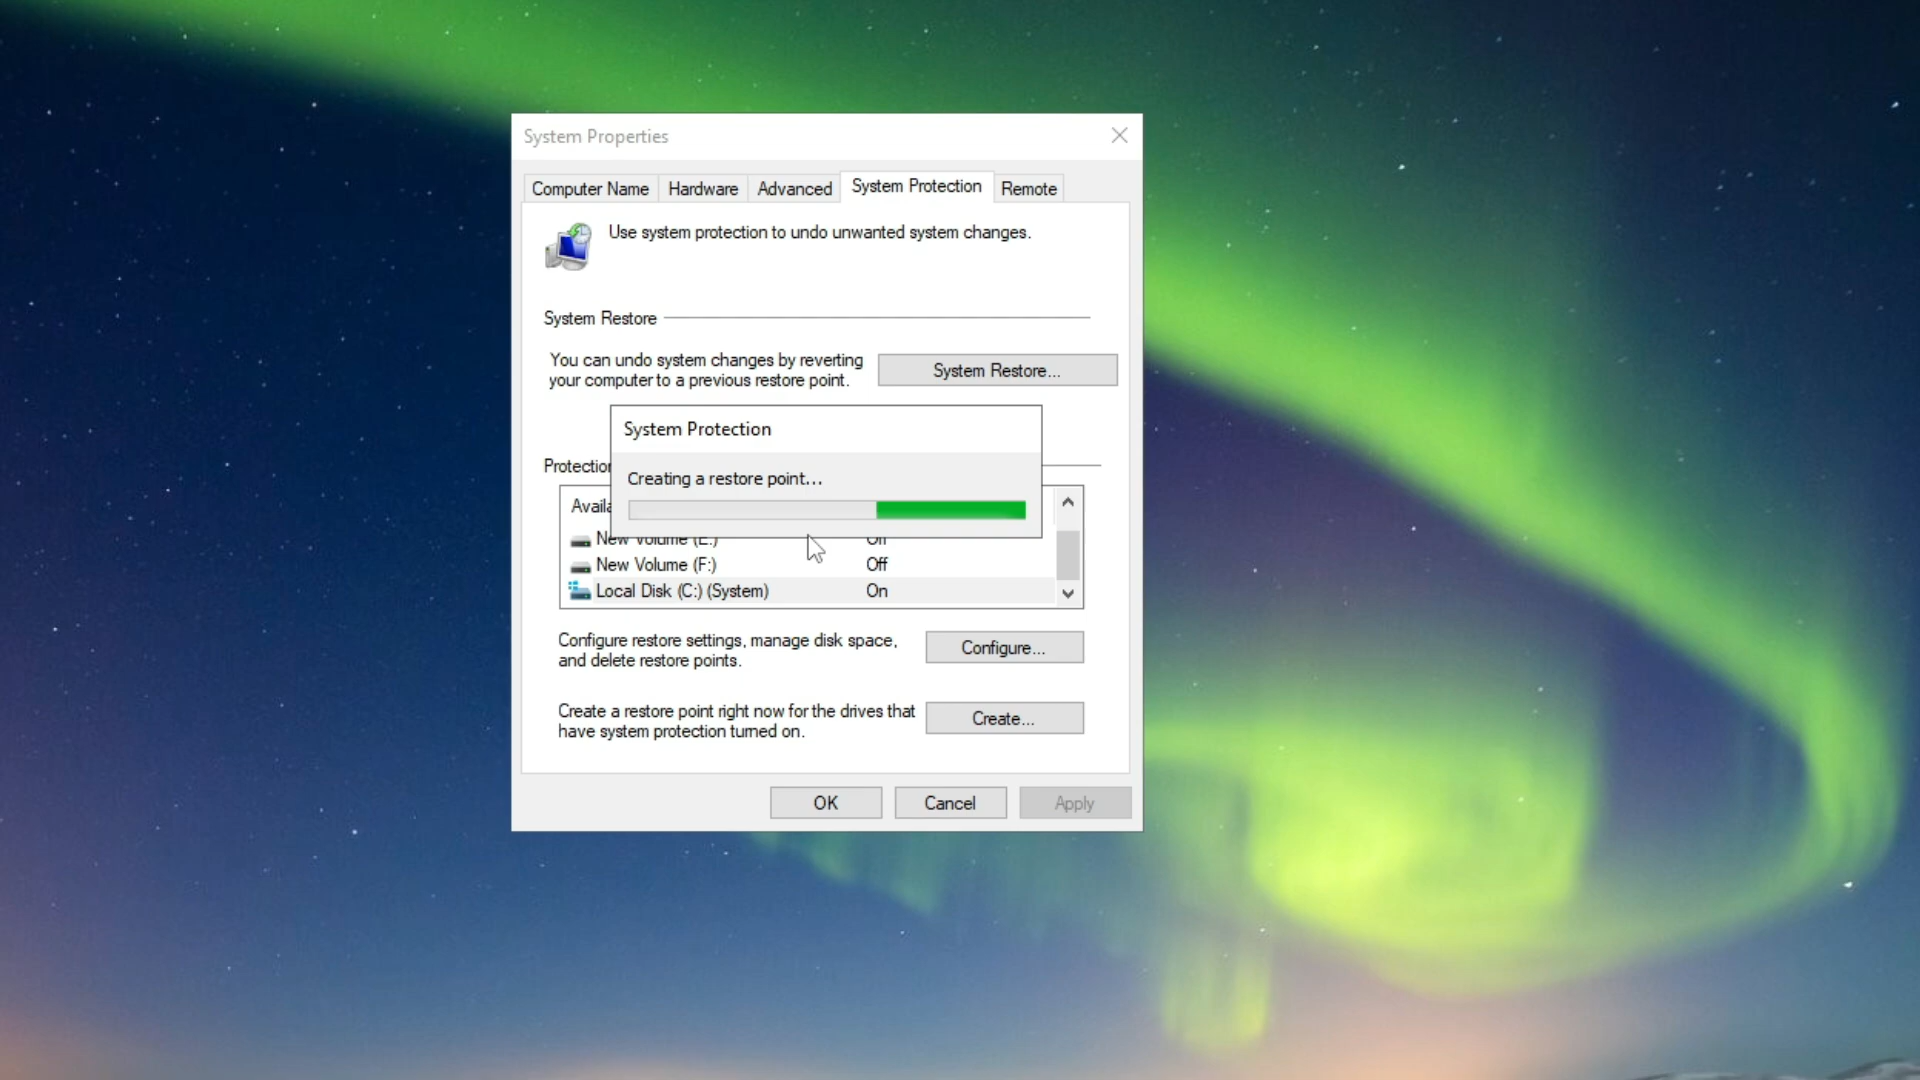 System Properties
Computer Name
Hardware
Advanced
System Protection
Remote
Use system protection to undo unwanted system changes.
System Restore
You can undo system changes by reverting
your computer to a previous restore point.
System Restore...
System Protection
Creating a restore point...
New Volume (F:)
Off
Local Disk (C:) (System)
On
Configure restore settings, manage disk space,
and delete restore points.
Configure...
Create a restore point right now for the drives that
have system protection turned on.
Create...
OK
Cancel
Apply